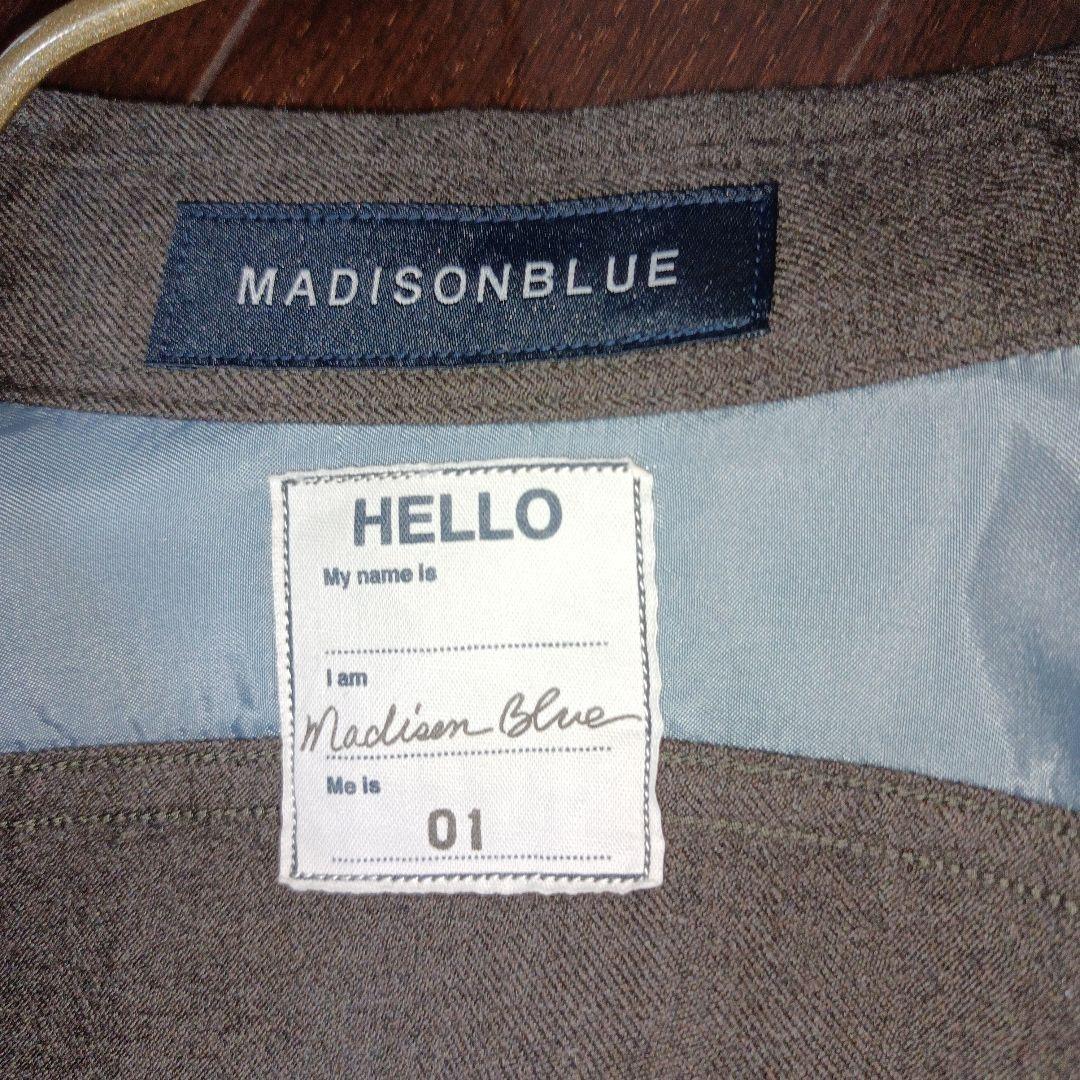 MADISONBLUE
HELLO
My name is
I am
Madison Blue
Me is
01